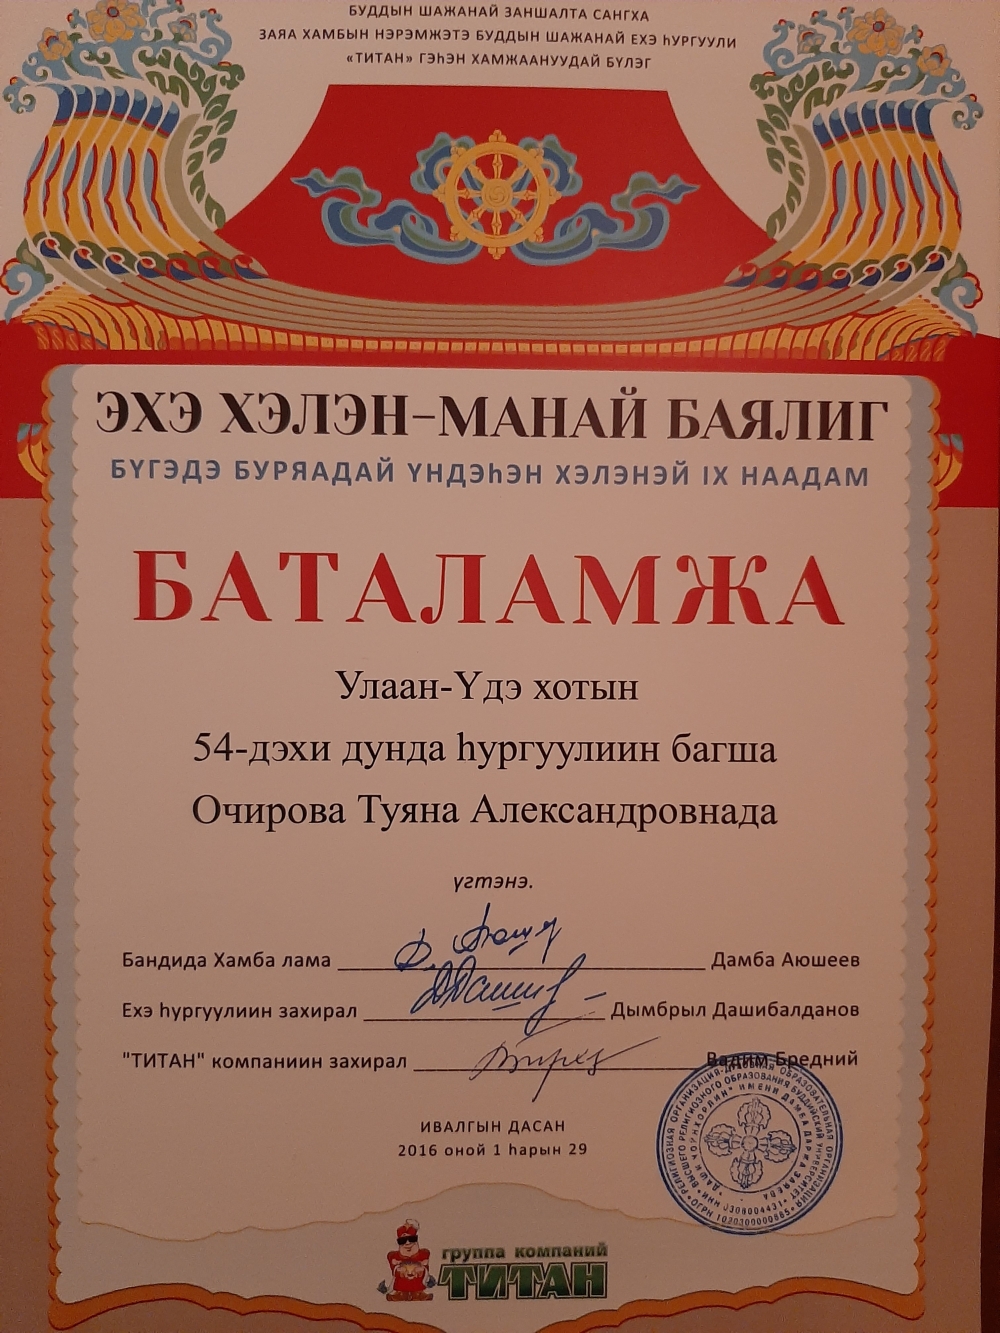 БУДДЫН ШАЖАНАЙ ЗАНШАЛТА САНГХА
ЗАЯА ХАМБЫН НЭРЭМЖЭТЭ БУДДЫН ШАЖАНАЙ ЕХЭ ҺУРГУУЛИ
«ТИТАН» ГЭҺЭН ХАМЖААНУУДАЙ БҮЛЭГ
ЭХЭ ХЭЛЭН–МАНАЙ БАЯЛИГ
БҮГЭДЭ БУРЯАДАЙ ҮНДЭҺЭН ХЭЛЭНЭЙ IX НААДАМ
БАТАЛАМЖА
Улаан-Үдэ хотын
54-дэхи дунда һургуулиин багша
Очирова Туяна Александровнада
үгтэнэ.
Бандида Хамба лама Дамба Аюшеев
Ехэ һургуулиин захирал Дымбрыл Дашибалданов
"ТИТАН" компаниин захирал Вадим Бредний
ИВАЛГЫН ДАСАН
2016 оной 1 һарын 29
группа компаний
ТИТАН